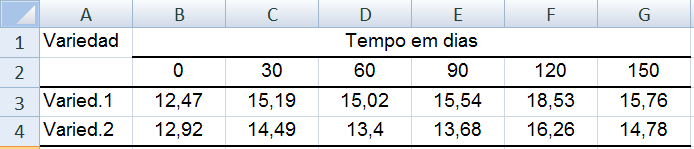 A B C D E F G
1 Variedad Tempo em dias
2 0 30 60 90 120 150
3 Varied.1 12,47 15,19 15,02 15,54 18,53 15,76
4 Varied.2 12,92 14,49 13,4 13,68 16,26 14,78